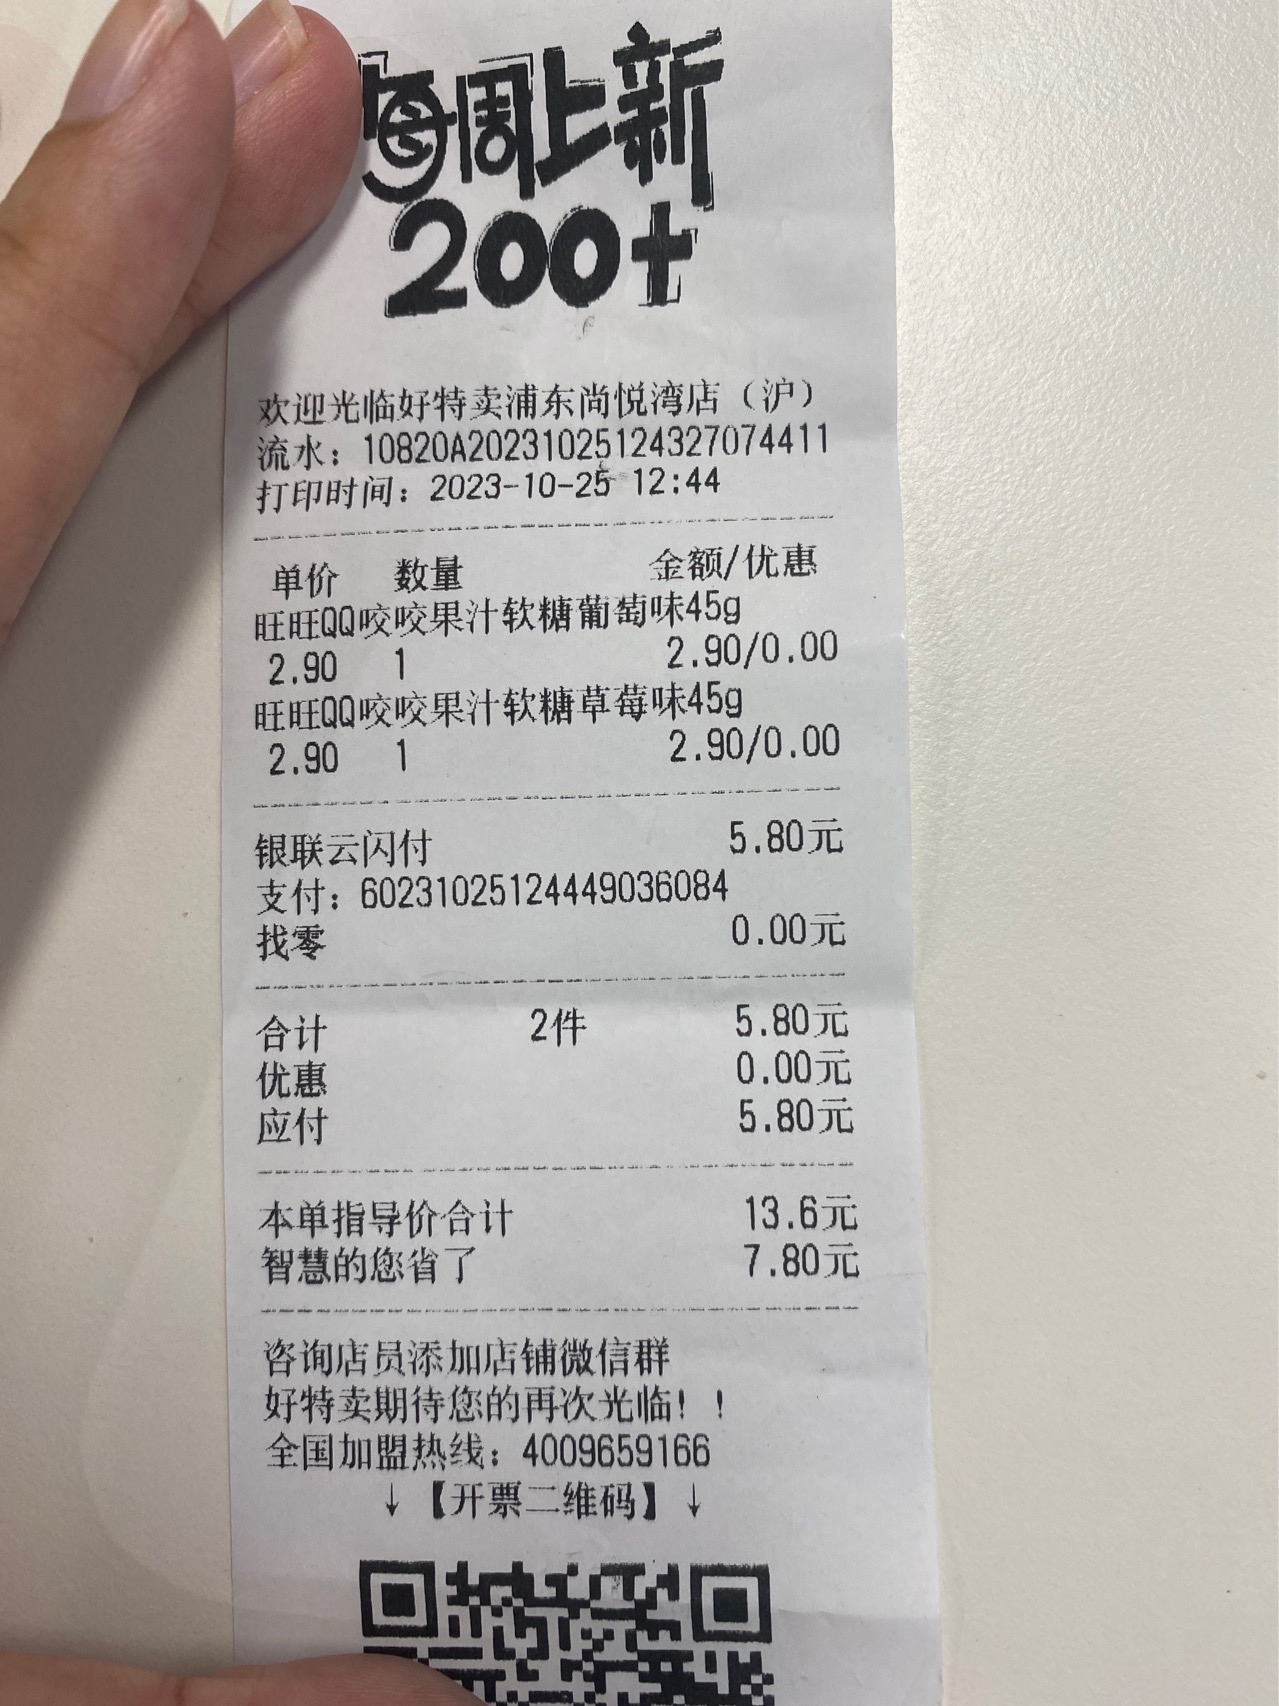 每周上新
200+
欢迎光临好特卖浦东尚悦湾店（沪）
流水：10820A20231025124327074411
打印时间：2023-10-25 12:44
单价 数量 金额/优惠
旺旺QQ咬咬果汁软糖葡萄味45g
2.90 1 2.90/0.00
旺旺QQ咬咬果汁软糖草莓味45g
2.90 1 2.90/0.00
银联云闪付 5.80元
支付：60231025124449036084
找零 0.00元
合计 2件 5.80元
优惠 0.00元
应付 5.80元
本单指导价合计 13.6元
智慧的您省了 7.80元
咨询店员添加店铺微信群
好特卖期待您的再次光临！！
全国加盟热线：4009659166
↓【开票二维码】↓